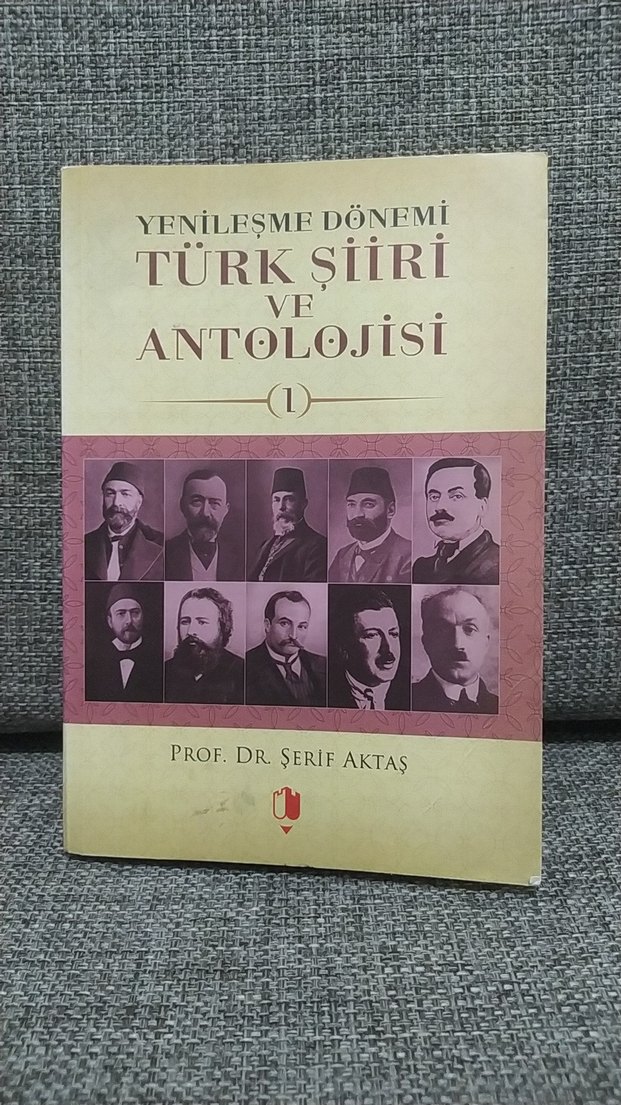 YENİLEŞME DÖNEMİ
TÜRK ŞİİRİ
VE
ANTOLOJİSİ
(1)
PROF. DR. ŞERİF AKTAŞ